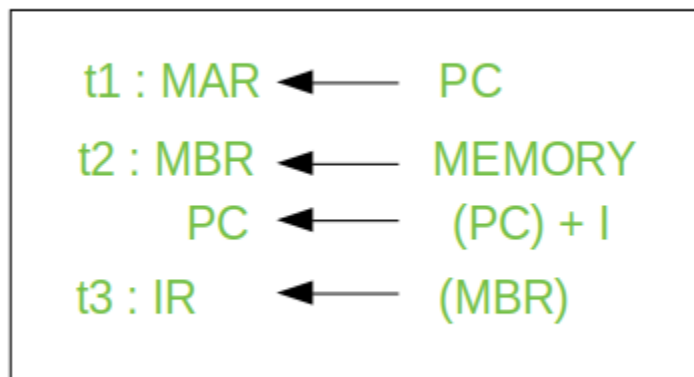 t1 : MAR ← PC
t2 : MBR ← MEMORY
PC ← (PC) + I
t3 : IR ← (MBR)